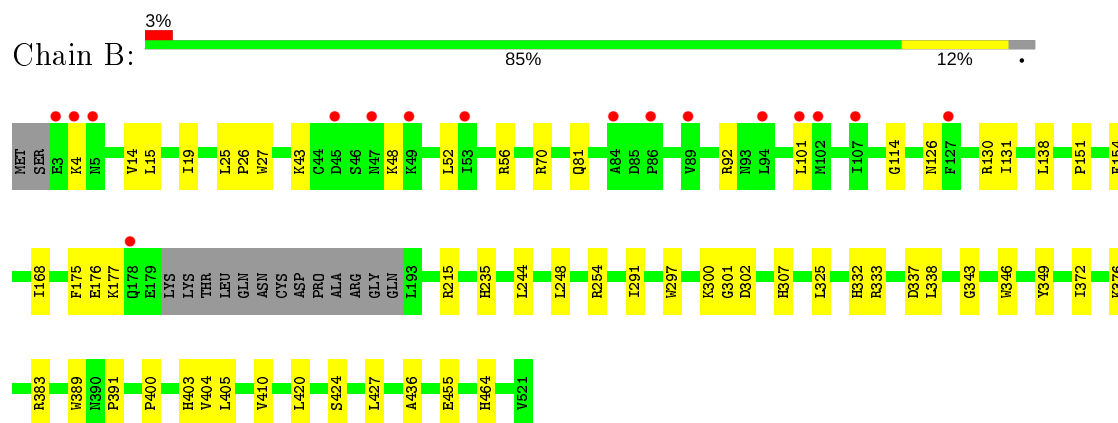 3%
Chain B:
85% 12% •
MET SER E3 K4 N5 V14 L15 I19 L25 P26 W27 K43 C44 D45 S46 N47 K48 K49 L52 I53 R56 R70 Q81 A84 D85 P86 V89 R92 N93 L94 L101 M102 I107 G114 N126 F127 R130 I131 L138 P151
I168 F175 E176 K177 Q178 E179 LYS LYS THR LEU GLN ASN CYS ASP PRO ALA ARG GLY GLN L193 R215 H235 L244 L248 R254 I291 W297 K300 G301 D302 H307 L325 H332 R333 D337 L338 G343 W346 Y349 I372 K376
R383 W389 N390 P391 P400 H403 V404 L405 V410 L420 S424 L427 A436 E455 H464 V521